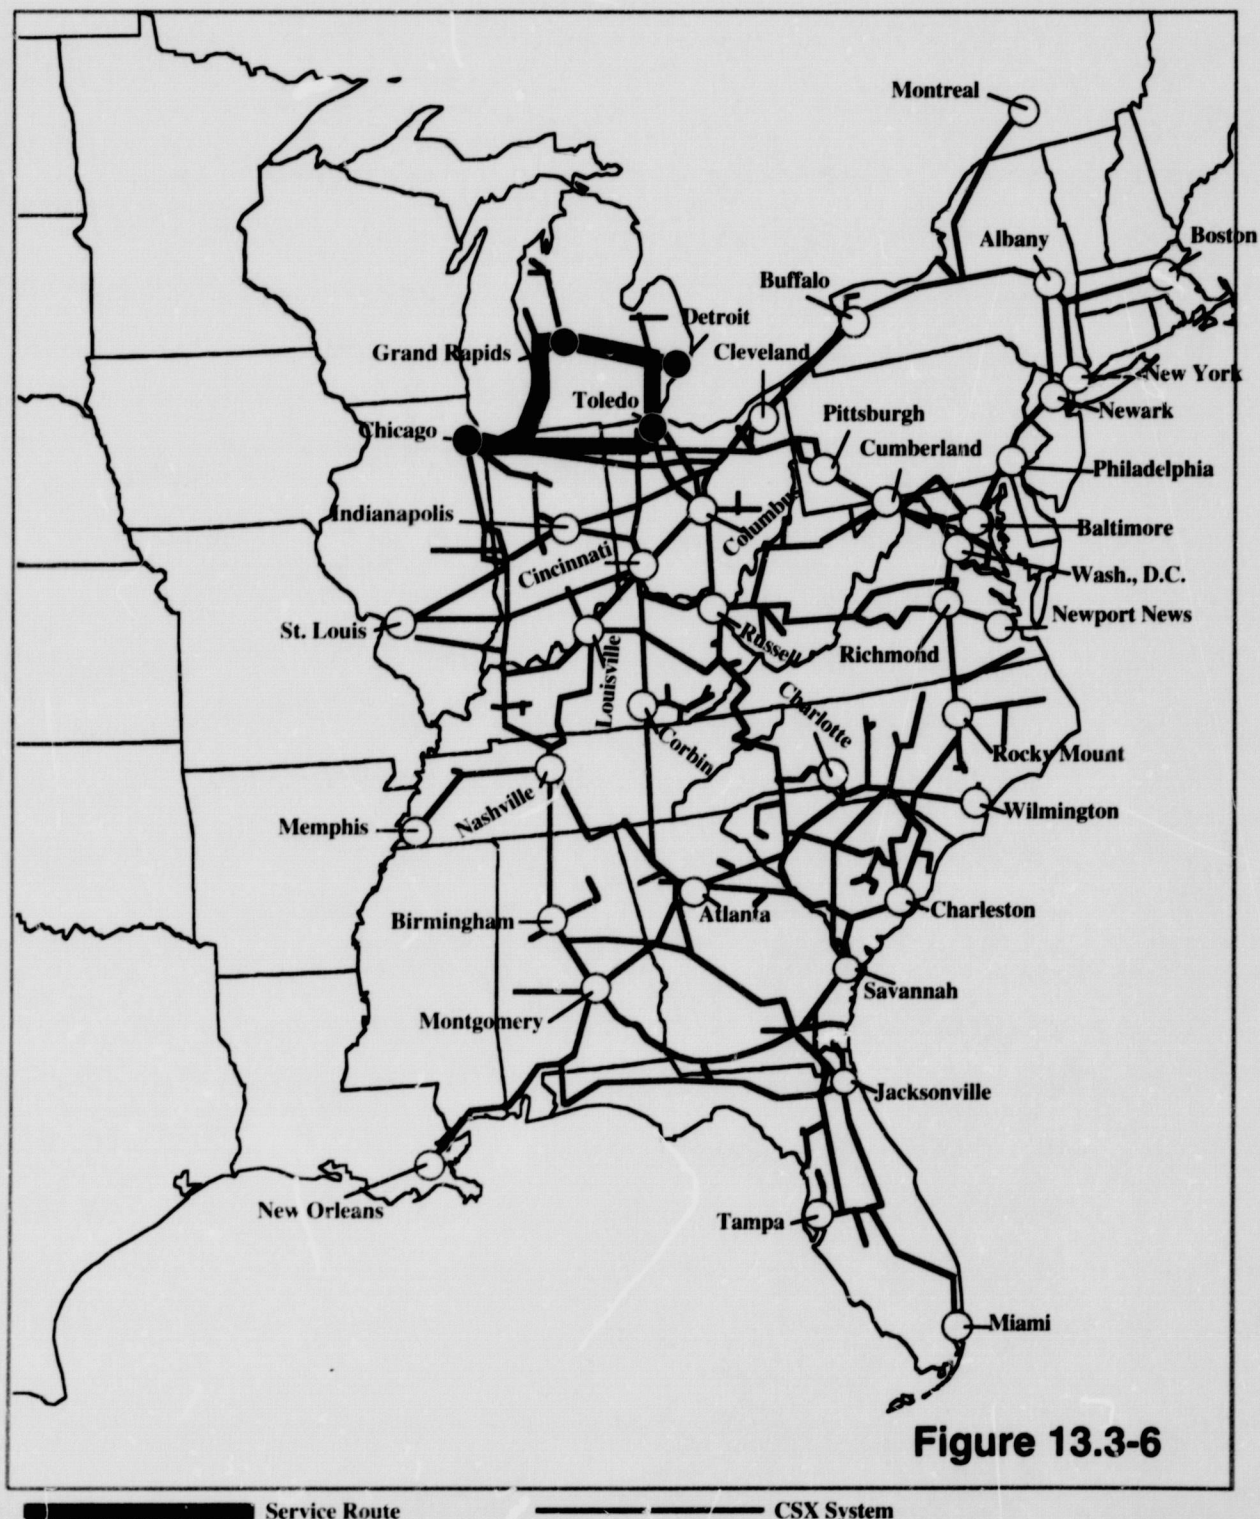 Montreal
Albany
Boston
Buffalo
Detroit
Grand Rapids
Cleveland
New York
Toledo
Newark
Pittsburgh
Chicago
Cumberland
Philadelphia
Indianapolis
Columbus
Baltimore
Cincinnati
Wash., D.C.
Newport News
St. Louis
Russell
Richmond
Louisville
Charlotte
Corbin
Rocky Mount
Nashville
Wilmington
Memphis
Birmingham
Atlanta
Charleston
Savannah
Montgomery
Jacksonville
New Orleans
Tampa
Miami
Figure 13.3-6
Service Route
CSX System